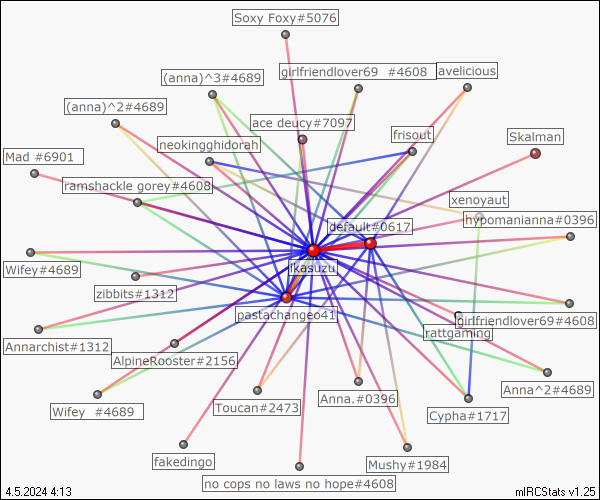 Soxy Foxy#5076
(anna)^3#4689
girlfriendlover69  #4608
avelicious
(anna)^2#4689
ace deucy#7097
frisout
Skalman
neokingghidorah
Mad #6901
ramshackle gorey#4608
xenoyaut
default#0617
hypomanianna#0396
Wifey#4689
ikasuzu
zibbits#1312
pastachangeo41
girlfriendlover69#4608
rattgaming
Annarchist#1312
AlpineRooster#2156
Anna^2#4689
Wifey  #4689
Toucan#2473
Anna.#0396
Cypha#1717
fakedingo
Mushy#1984
no cops no laws no hope#4608
4.5.2024 4:13
mIRCStats v1.25